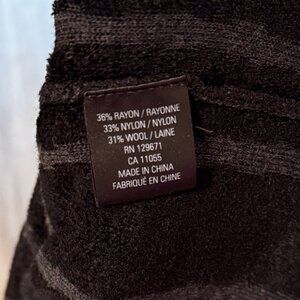 36% RAYON / RAYONNE
33% NYLON / NYLON
31% WOOL / LAINE
RN 129671
CA 11055
MADE IN CHINA
FABRIQUÉ EN CHINE